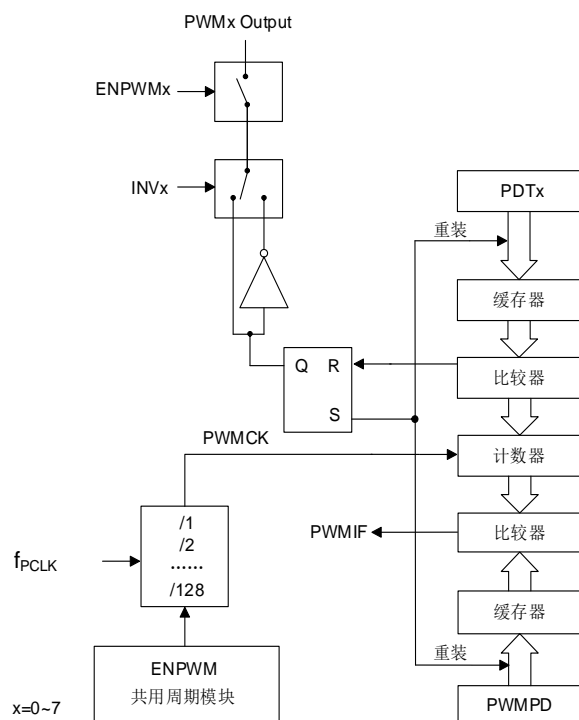 PWMx Output
ENPWMx
INVx
PDTx
重装
缓存器
Q R
S
比较器
PWMCK
计数器
/1
/2
......
/128
fPCLK
PWMIF
比较器
缓存器
重装
ENPWM
共用周期模块
PWMPD
x=0~7